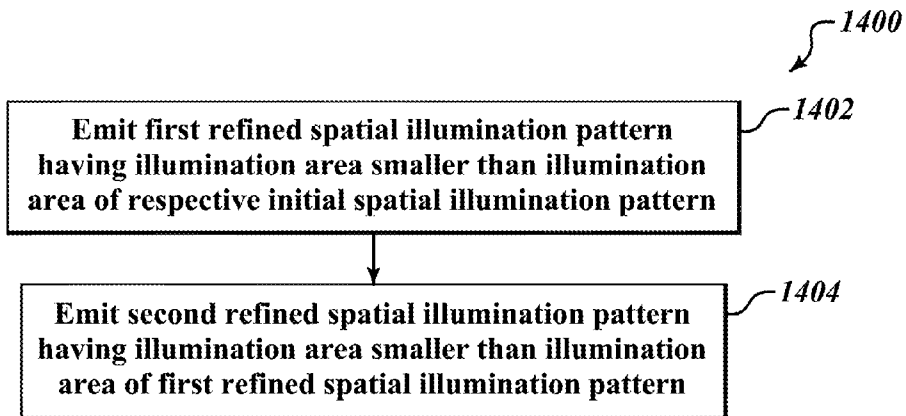 1400
1402
Emit first refined spatial illumination pattern
having illumination area smaller than illumination
area of respective initial spatial illumination pattern
1404
Emit second refined spatial illumination pattern
having illumination area smaller than illumination
area of first refined spatial illumination pattern